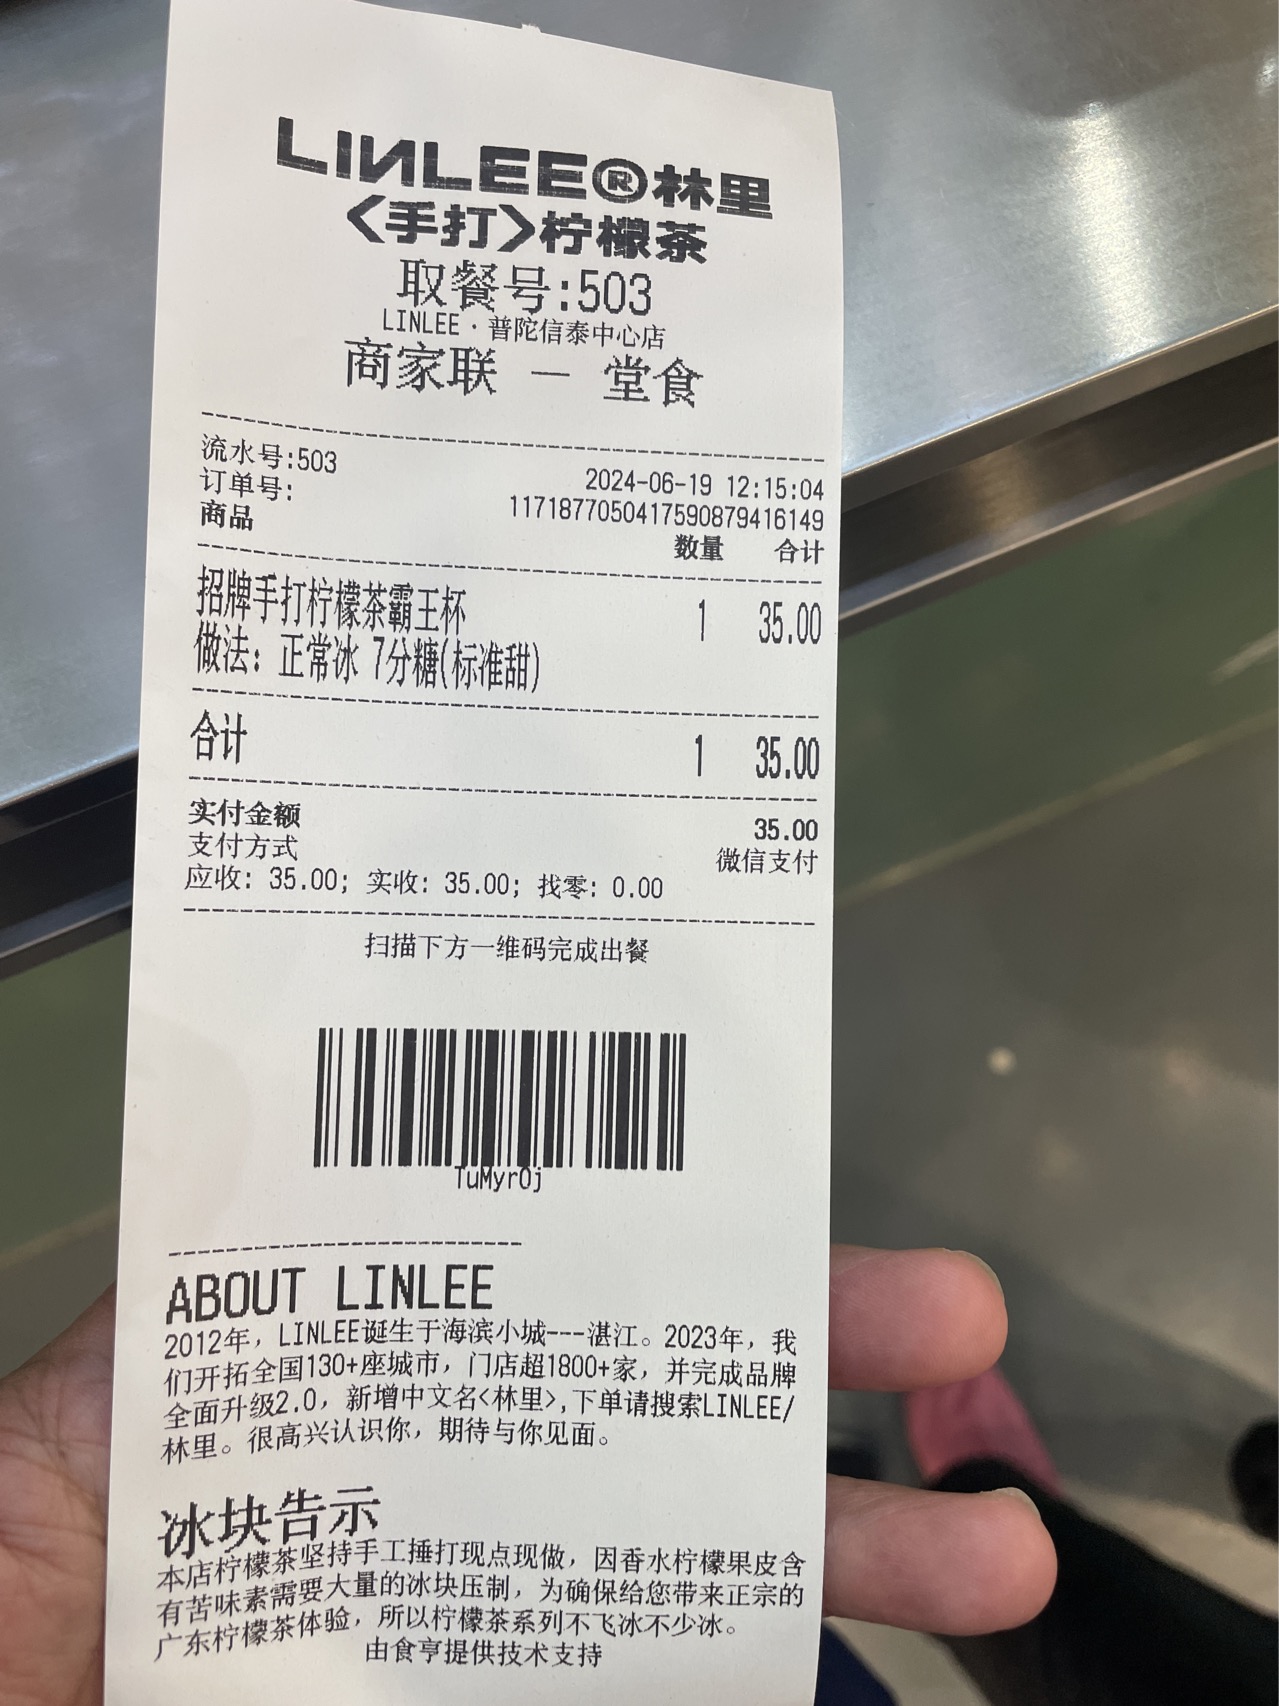 LINLEE®林里
<手打>柠檬茶
取餐号:503
LINLEE·普陀信泰中心店
商家联 — 堂食
流水号:503 2024-06-19 12:15:04
订单号: 1171877050417590879416149
商品 数量 合计
招牌手打柠檬茶霸王杯 1 35.00
做法: 正常冰 7分糖(标准甜)
合计 1 35.00
实付金额 35.00
支付方式 微信支付
应收: 35.00; 实收: 35.00; 找零: 0.00
扫描下方一维码完成出餐
TuMyrOj
ABOUT LINLEE
2012年, LINLEE诞生于海滨小城---湛江。2023年, 我
们开拓全国130+座城市, 门店超1800+家, 并完成品牌
全面升级2.0, 新增中文名<林里>,下单请搜索LINLEE/
林里。很高兴认识你, 期待与你见面。
冰块告示
本店柠檬茶坚持手工捶打现点现做, 因香水柠檬果皮含
有苦味素需要大量的冰块压制, 为确保给您带来正宗的
广东柠檬茶体验, 所以柠檬茶系列不飞冰不少冰。
由食亨提供技术支持